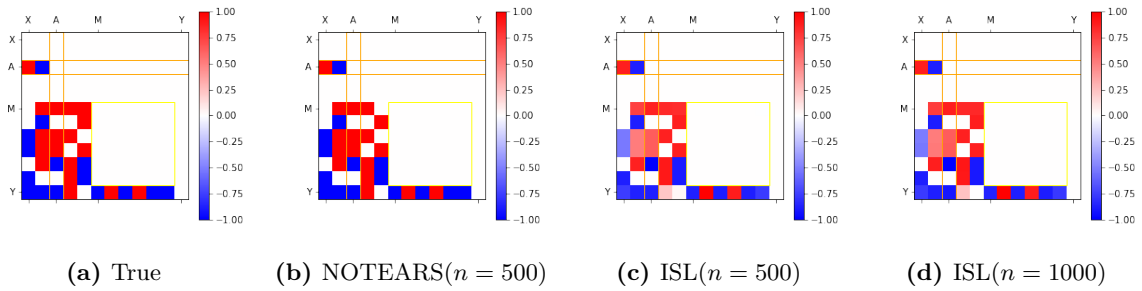 X A M Y
X
A
M
Y
1.00
0.75
0.50
0.25
0.00
−0.25
−0.50
−0.75
−1.00
X A M Y
X
A
M
Y
1.00
0.75
0.50
0.25
0.00
−0.25
−0.50
−0.75
−1.00
X A M Y
X
A
M
Y
1.00
0.75
0.50
0.25
0.00
−0.25
−0.50
−0.75
−1.00
X A M Y
X
A
M
Y
1.00
0.75
0.50
0.25
0.00
−0.25
−0.50
−0.75
−1.00
(a) True
(b) NOTEARS(n = 500)
(c) ISL(n = 500)
(d) ISL(n = 1000)